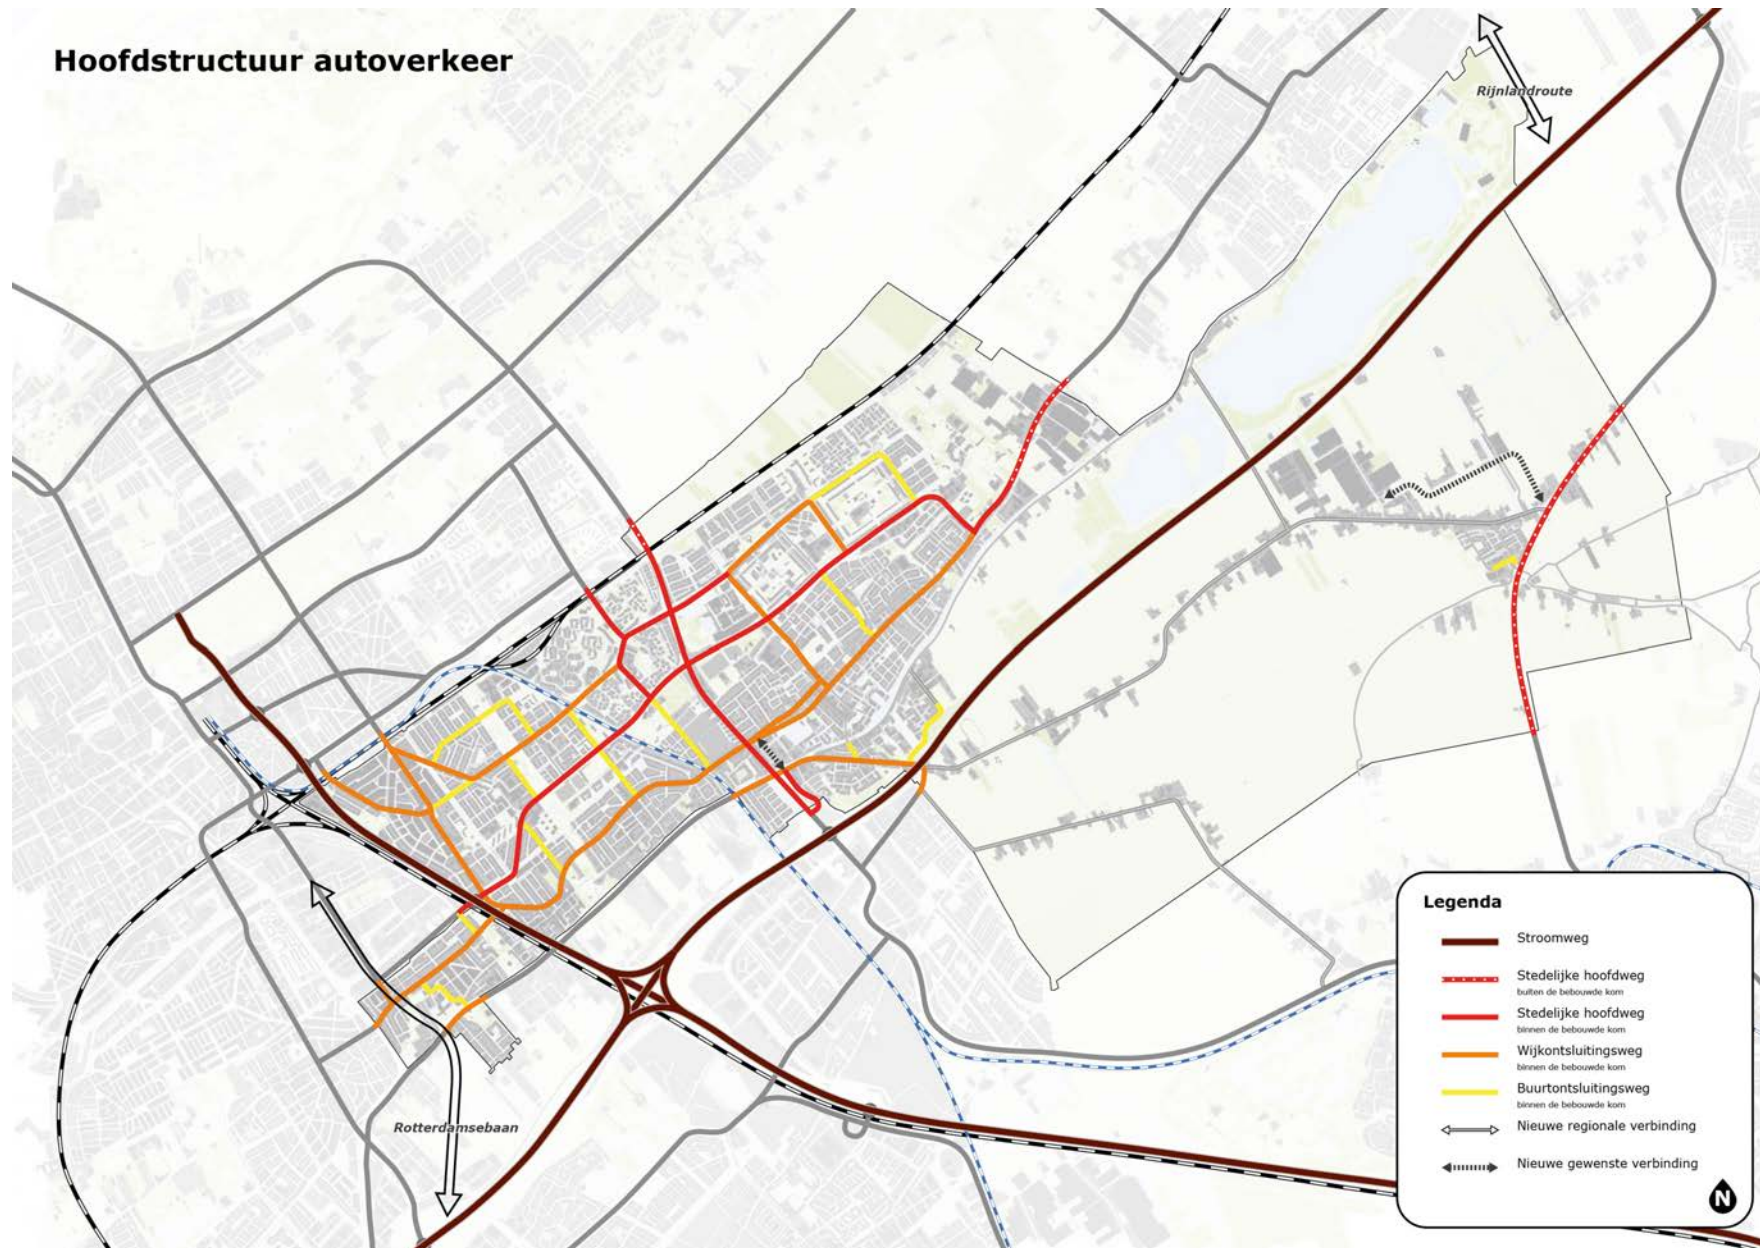 Hoofdstructuur autoverkeer
Rijnlandroute
Rotterdamsebaan
Legenda
Stroomweg
Stedelijke hoofdweg
buiten de bebouwde kom
Stedelijke hoofdweg
binnen de bebouwde kom
Wijkontsluitingsweg
binnen de bebouwde kom
Buurtontsluitingsweg
binnen de bebouwde kom
Nieuwe regionale verbinding
Nieuwe gewenste verbinding
N